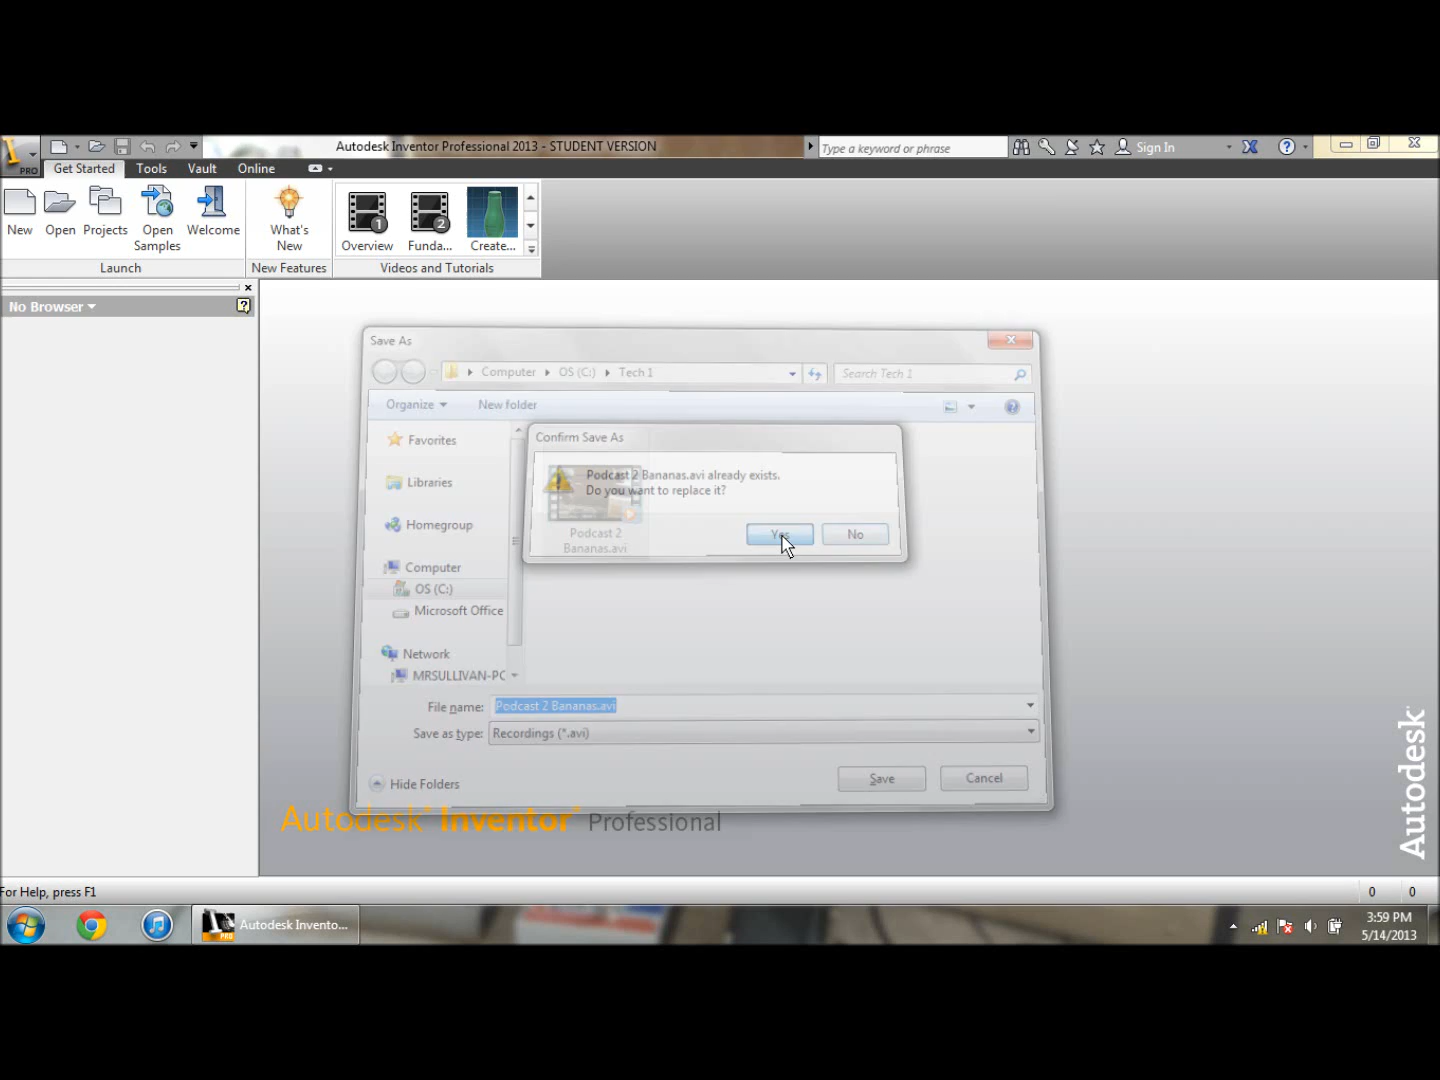 Autodesk Inventor Professional 2013 - STUDENT VERSION
Type a keyword or phrase
Sign In
PRO
Get Started
Tools
Vault
Online
New
Open
Projects
Open
Samples
Welcome
What's
New
1
Overview
2
Funda...
Create...
Launch
New Features
Videos and Tutorials
No Browser
Save As
Computer
OS (C:)
Tech 1
Search Tech 1
Organize
New folder
Favorites
Libraries
Homegroup
Computer
OS (C:)
Microsoft Office
Network
MRSULLIVAN-PC
Confirm Save As
Podcast 2 Bananas.avi already exists.
Do you want to replace it?
Yes
No
Podcast 2
Bananas.avi
File name:
Podcast 2 Bananas.avi
Save as type:
Recordings (*.avi)
Hide Folders
Save
Cancel
Autodesk Inventor Professional
Autodesk
For Help, press F1
0
0
Autodesk Invento...
3:59 PM
5/14/2013